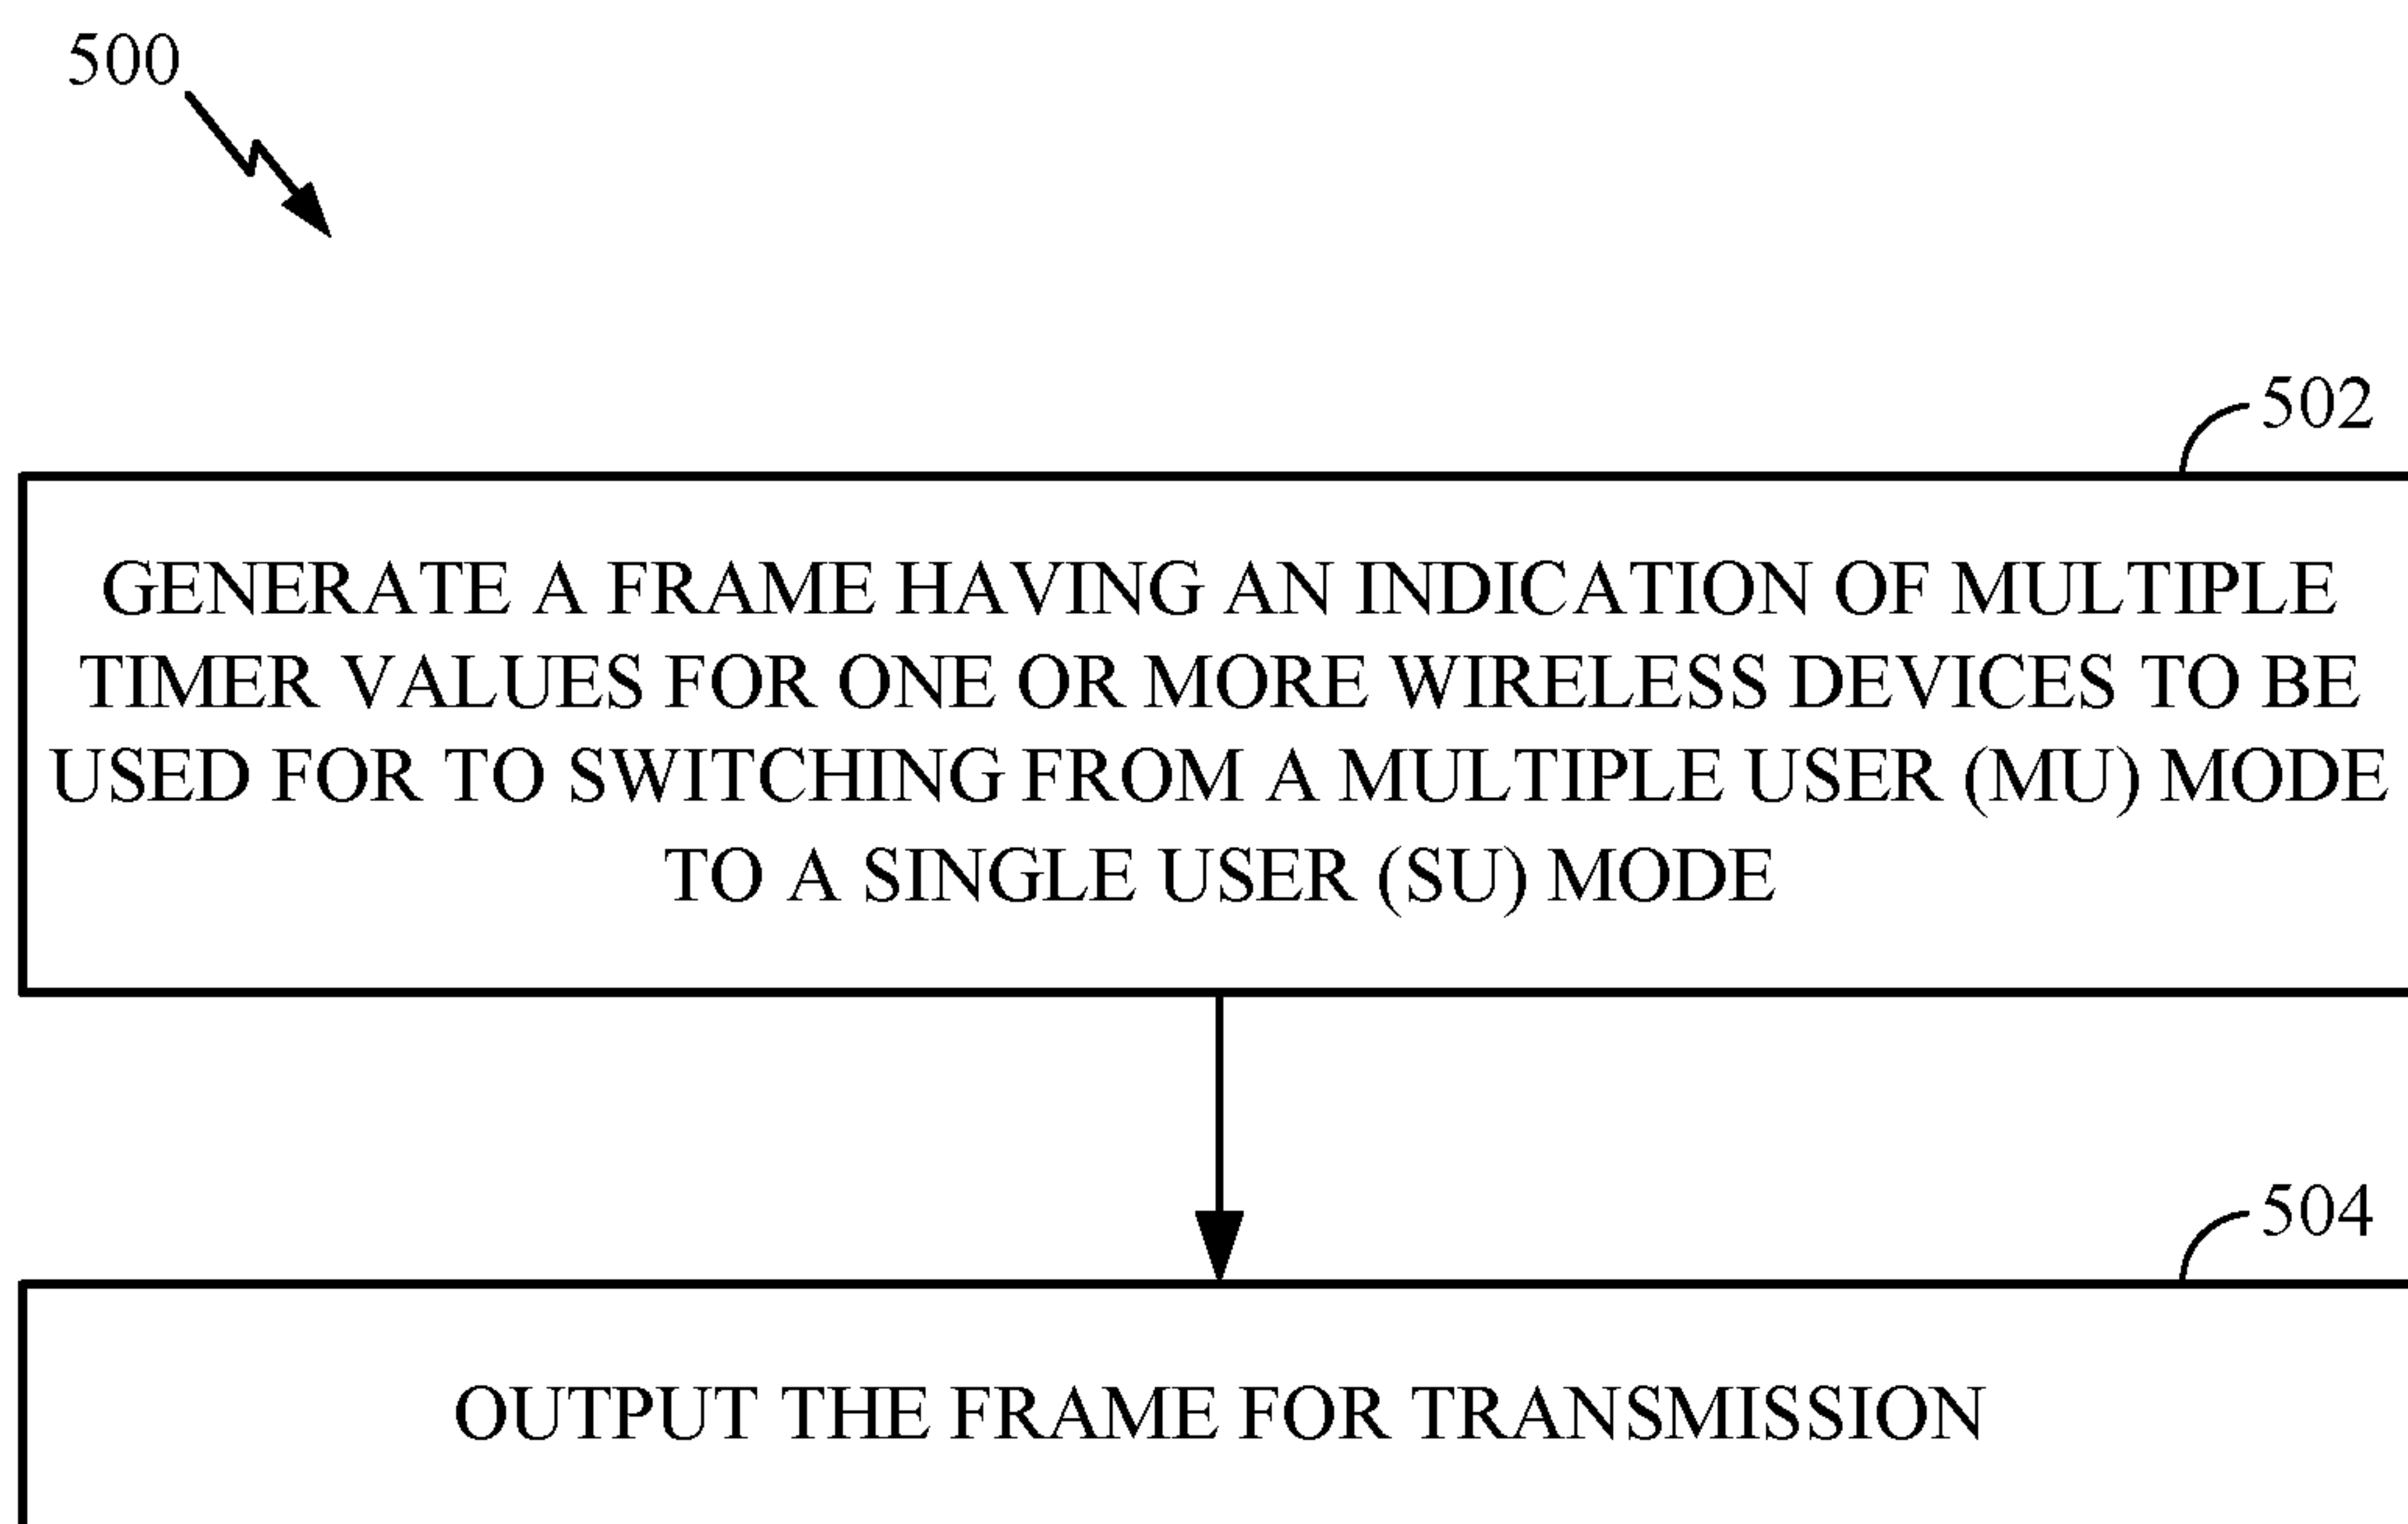 500
502
GENERATE A FRAME HAVING AN INDICATION OF MULTIPLE
TIMER VALUES FOR ONE OR MORE WIRELESS DEVICES TO BE
USED FOR TO SWITCHING FROM A MULTIPLE USER (MU) MODE
TO A SINGLE USER (SU) MODE
504
OUTPUT THE FRAME FOR TRANSMISSION